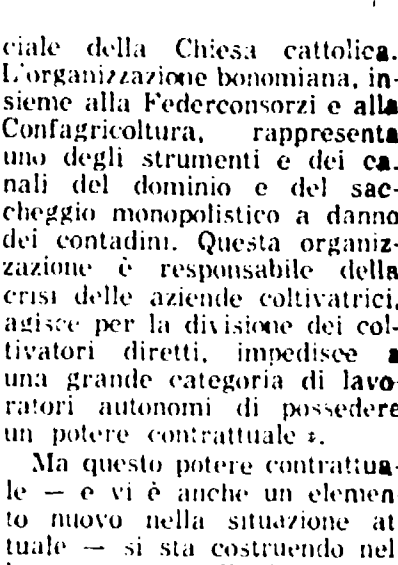 ciale della Chiesa cattolica.
L'organizzazione bonomiana, in-
sieme alla Federconsorzi e alla
Confagricoltura, rappresenta
uno degli strumenti e dei ca-
nali del dominio e del sac-
cheggio monopolistico a danno
dei contadini. Questa organiz-
zazione è responsabile della
crisi delle aziende coltivatrici,
agisce per la divisione dei col-
tivatori diretti, impedisce a
una grande categoria di lavo-
ratori autonomi di possedere
un potere contrattuale ».
Ma questo potere contrattua-
le — e vi è anche un elemen
to nuovo nella situazione at
tuale — si sta costruendo nel